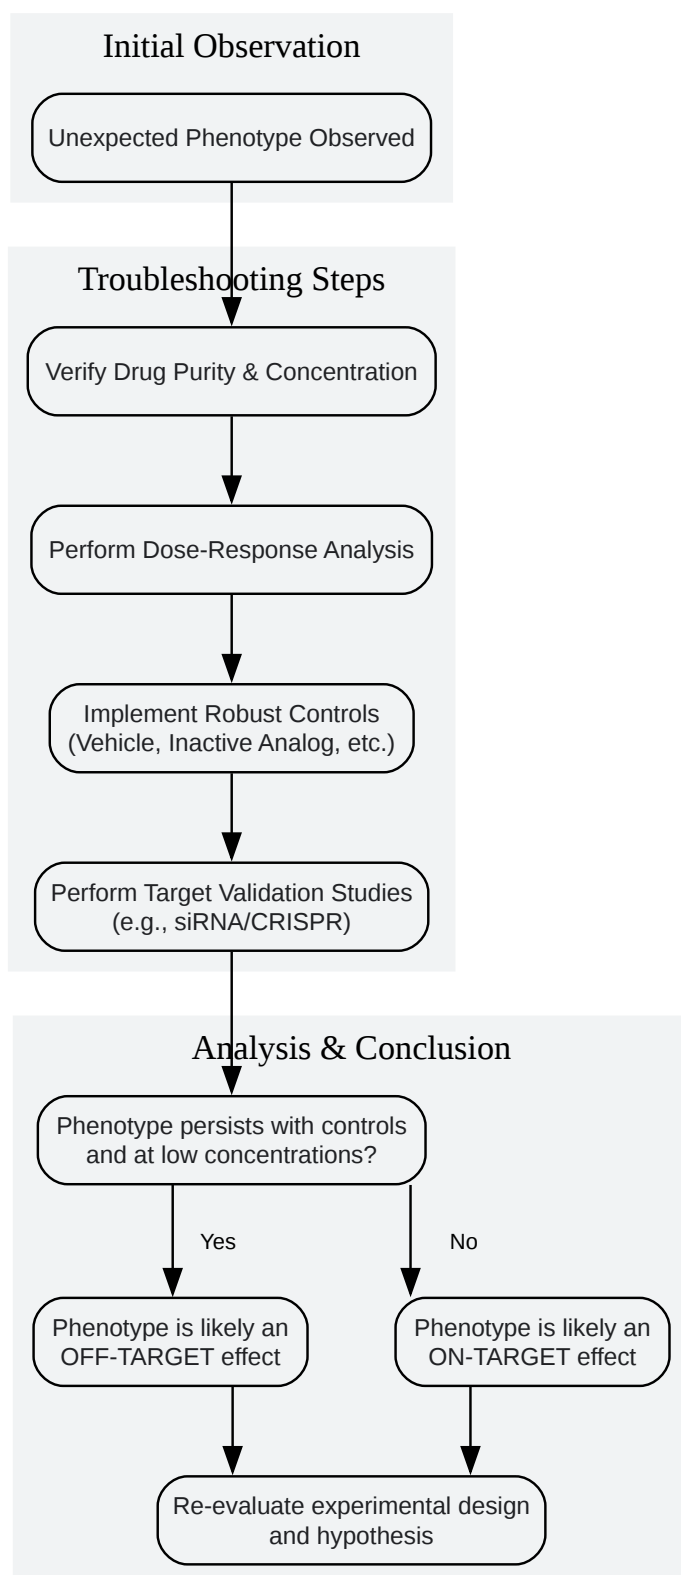 Initial Observation
Unexpected Phenotype Observed
Troubleshooting Steps
Verify Drug Purity & Concentration
Perform Dose-Response Analysis
Implement Robust Controls
(Vehicle, Inactive Analog, etc.)
Perform Target Validation Studies
(e.g., siRNA/CRISPR)
Analysis & Conclusion
Phenotype persists with controls
and at low concentrations?
Yes
No
Phenotype is likely an
OFF-TARGET effect
Phenotype is likely an
ON-TARGET effect
Re-evaluate experimental design
and hypothesis